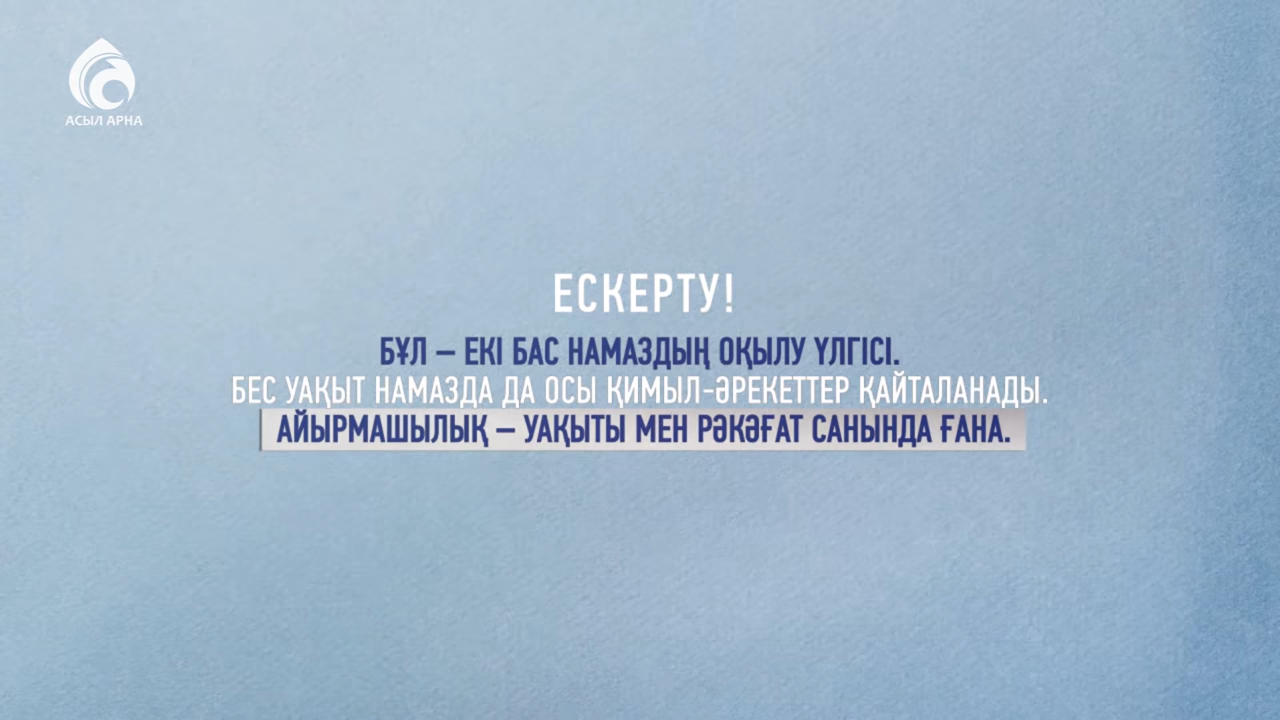 АСЫЛ АРНА
ЕСКЕРТУ!
БҰЛ – ЕКІ БАС НАМАЗДЫҢ ОҚЫЛУ ҮЛГІСІ.
БЕС УАҚЫТ НАМАЗДА ДА ОСЫ ҚИМЫЛ-ӘРЕКЕТТЕР ҚАЙТАЛАНАДЫ.
АЙЫРМАШЫЛЫҚ – УАҚЫТЫ МЕН РӘКӘҒАТ САНЫНДА ҒАНА.